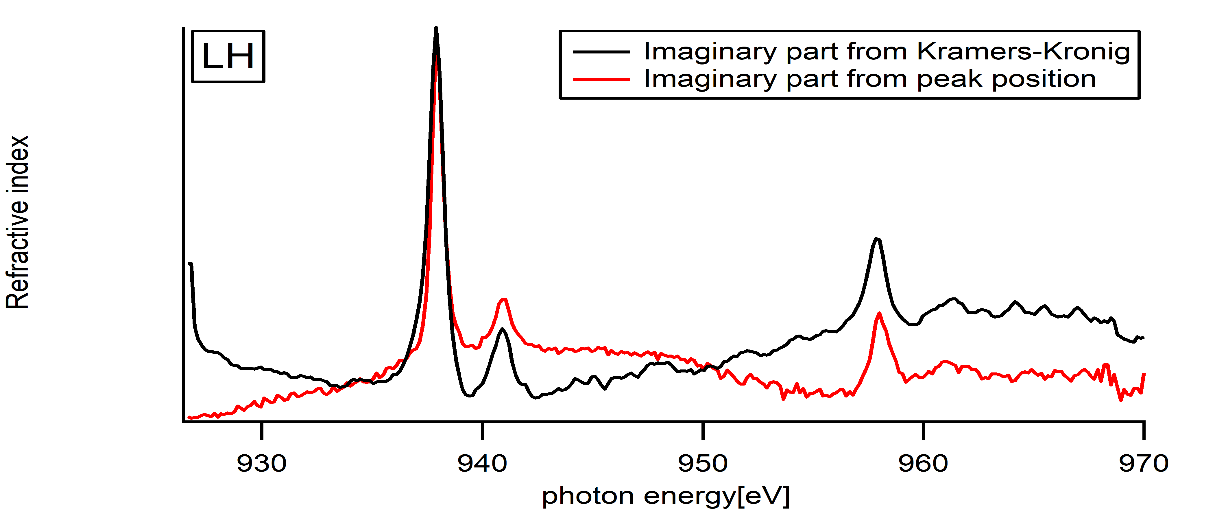 LH
Imaginary part from Kramers-Kronig
Imaginary part from peak position
Refractive index
930 940 950 960 970
photon energy[eV]